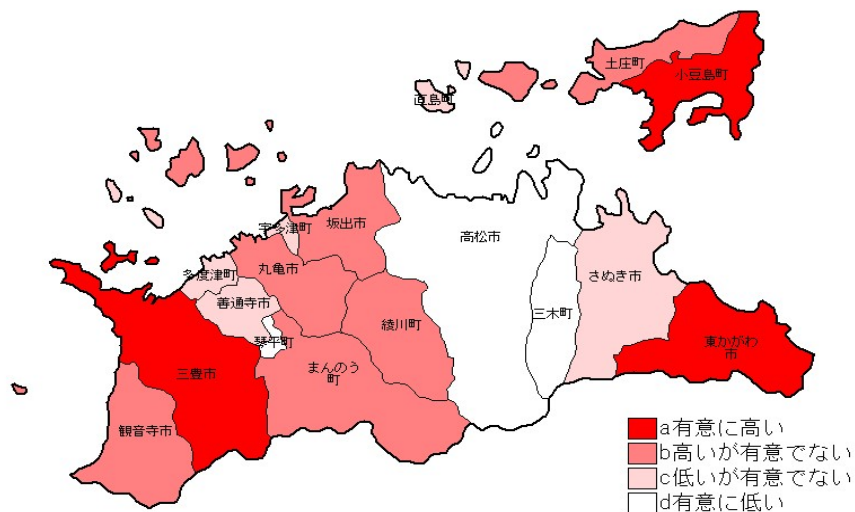 土庄町
小豆島町
直島町
宇多津町
坂出市
高松市
多度津町
丸亀市
さぬき市
善通寺市
三木町
綾川町
琴平町
東かがわ
市
まんのう
町
三豊市
観音寺市
a有意に高い
b高いが有意でない
c低いが有意でない
d有意に低い